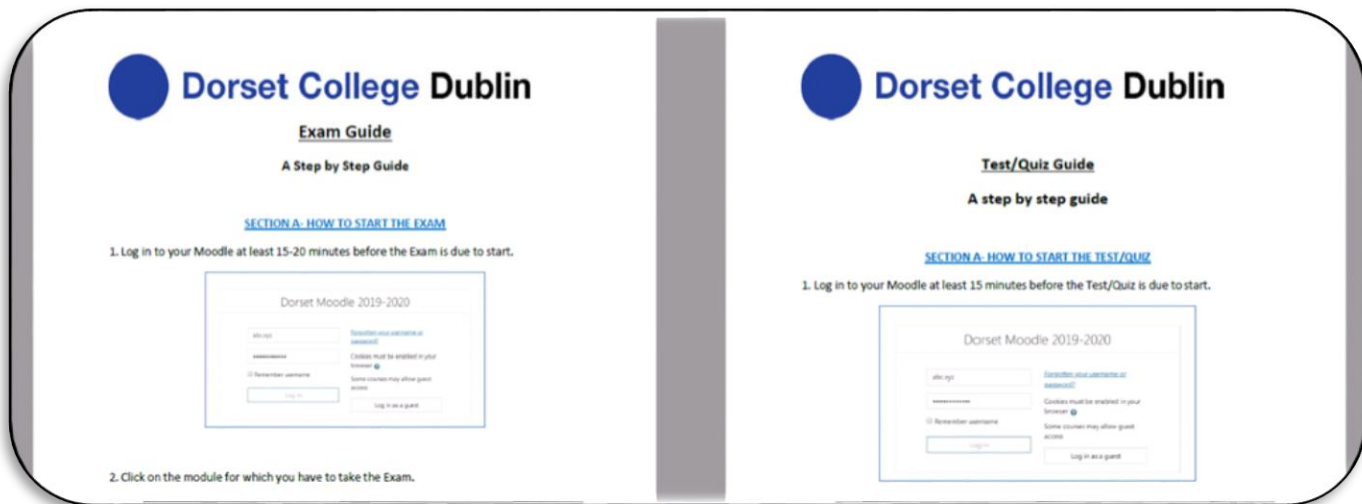 Dorset College Dublin
Exam Guide
A Step by Step Guide
SECTION A- HOW TO START THE EXAM
1. Log in to your Moodle at least 15-20 minutes before the Exam is due to start.
Dorset Moodle 2019-2020
abc.xyz
Forgotten your username or
password?
Cookies must be enabled in your
browser
Remember username
Some courses may allow guest
access
Log in
Log in as a guest
2. Click on the module for which you have to take the Exam.
Dorset College Dublin
Test/Quiz Guide
A step by step guide
SECTION A- HOW TO START THE TEST/QUIZ
1. Log in to your Moodle at least 15 minutes before the Test/Quiz is due to start.
Dorset Moodle 2019-2020
abc.xyz
Forgotten your username or
password?
Cookies must be enabled in your
browser
Remember username
Some courses may allow guest
access
Log in
Log in as a guest